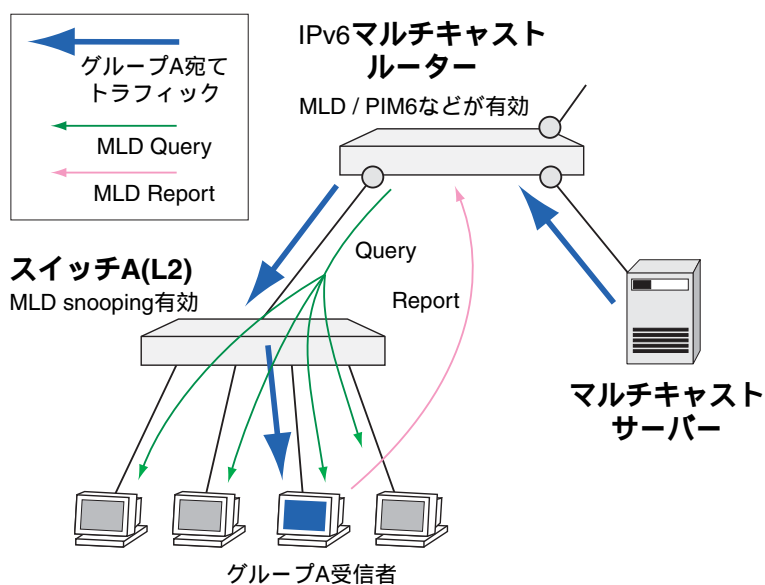 グループA宛て
トラフィック
MLD Query
MLD Report
IPv6マルチキャスト
ルーター
MLD / PIM6などが有効
Query
Report
スイッチA(L2)
MLD snooping有効
マルチキャスト
サーバー
グループA受信者